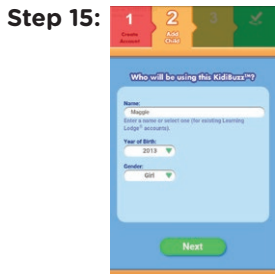 Step 15:
1
2
3
Create
Account
Add
Child
Who will be using this KidiBuzz™?
Name:
Maggie
Enter a name or select one (for existing Learning
Lodge® accounts).
Year of Birth:
2013
Gender:
Girl
Next